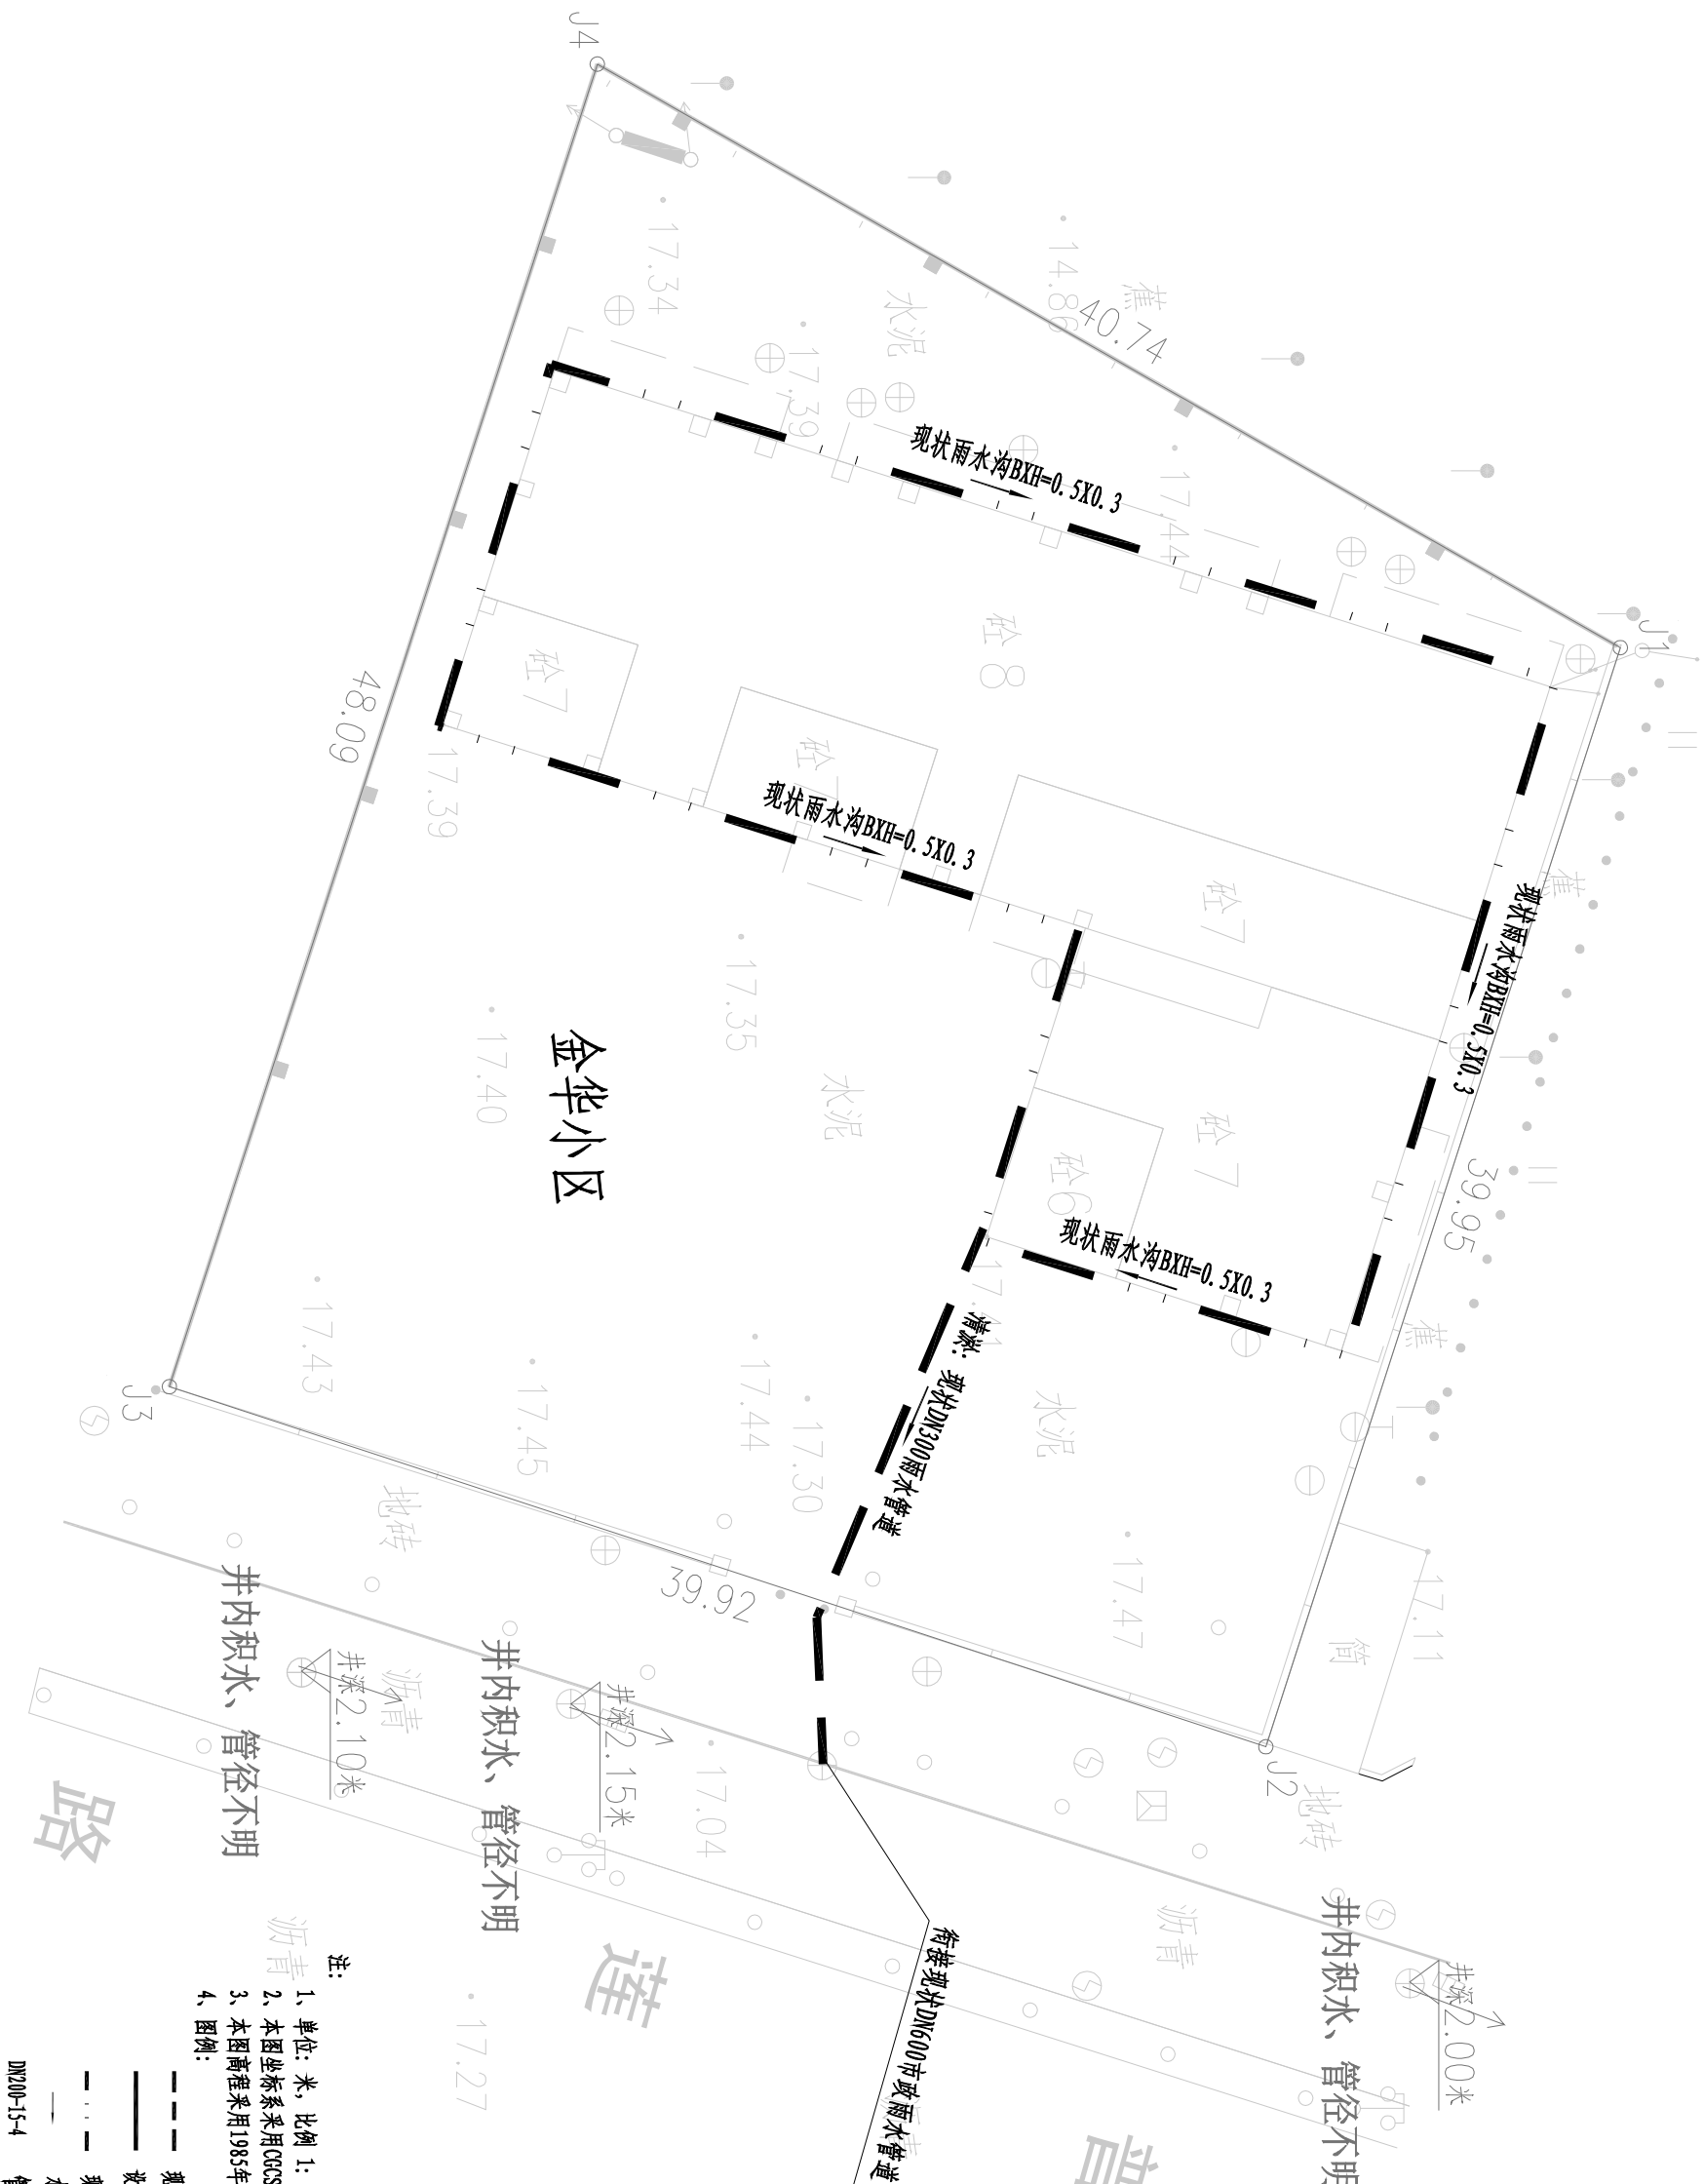 J4
17.34
水泥
14.86
蕉
40.74
17.39
现状雨水沟BXH=0.5X0.3
17.44
J1
砼8
砼7
48.09
17.39
砼7
现状雨水沟BXH=0.5X0.3
砼7
蕉
现状雨水沟BXH=0.5X0.3
17.35
17.40
金华小区
水泥
砼7
砼6
39.95
现状雨水沟BXH=0.5X0.3
蕉
清淤：现状DN300雨水管道
17.43
17.45
17.44
17.30
水泥
J3
地砖
39.92
17.47
17.11
简
J2
地砖
井内积水、管径不明
井深2.10米
沥青
井内积水、管径不明
井深2.15米
17.04
路
沥青
莲
沥青
井内积水、管径不明
井深2.00米
衔接现状DN600市政雨水管道
17.27
普
注：
1、单位：米，比例 1:
2、本图坐标系采用CGCS
3、本图高程采用1985年
4、图例：
DN200-15-4